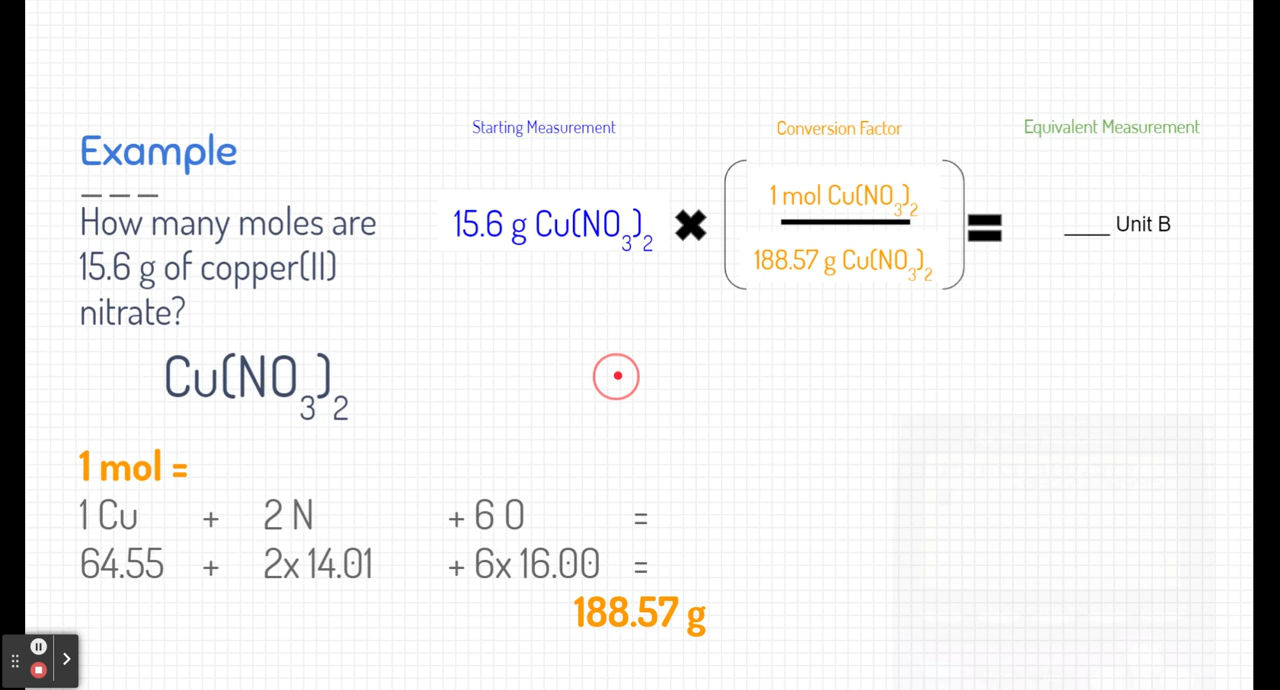 Starting Measurement
Conversion Factor
Equivalent Measurement
Example
How many moles are
15.6 g of copper(II)
nitrate?
15.6 g Cu(NO₃)₂ ✖
1 mol Cu(NO₃)₂
188.57 g Cu(NO₃)₂
= ____ Unit B
Cu(NO₃)₂
1 mol =
1 Cu + 2 N + 6 O =
64.55 + 2x 14.01 + 6x 16.00 =
188.57 g